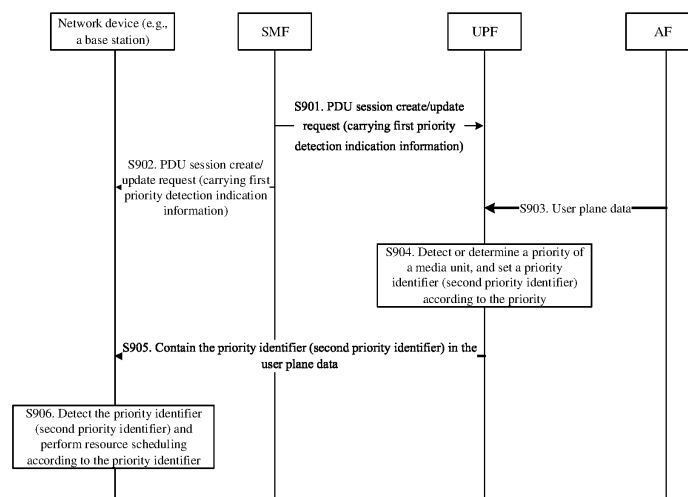 Network device (e.g.,
a base station)
SMF
UPF
AF
S901. PDU session create/update
request (carrying first priority
detection indication information)
S902. PDU session create/
update request (carrying first
priority detection indication
information)
S903. User plane data
S904. Detect or determine a priority of
a media unit, and set a priority
identifier (second priority identifier)
according to the priority
S905. Contain the priority identifier (second priority identifier) in the
user plane data
S906. Detect the priority identifier
(second priority identifier) and
perform resource scheduling
according to the priority identifier